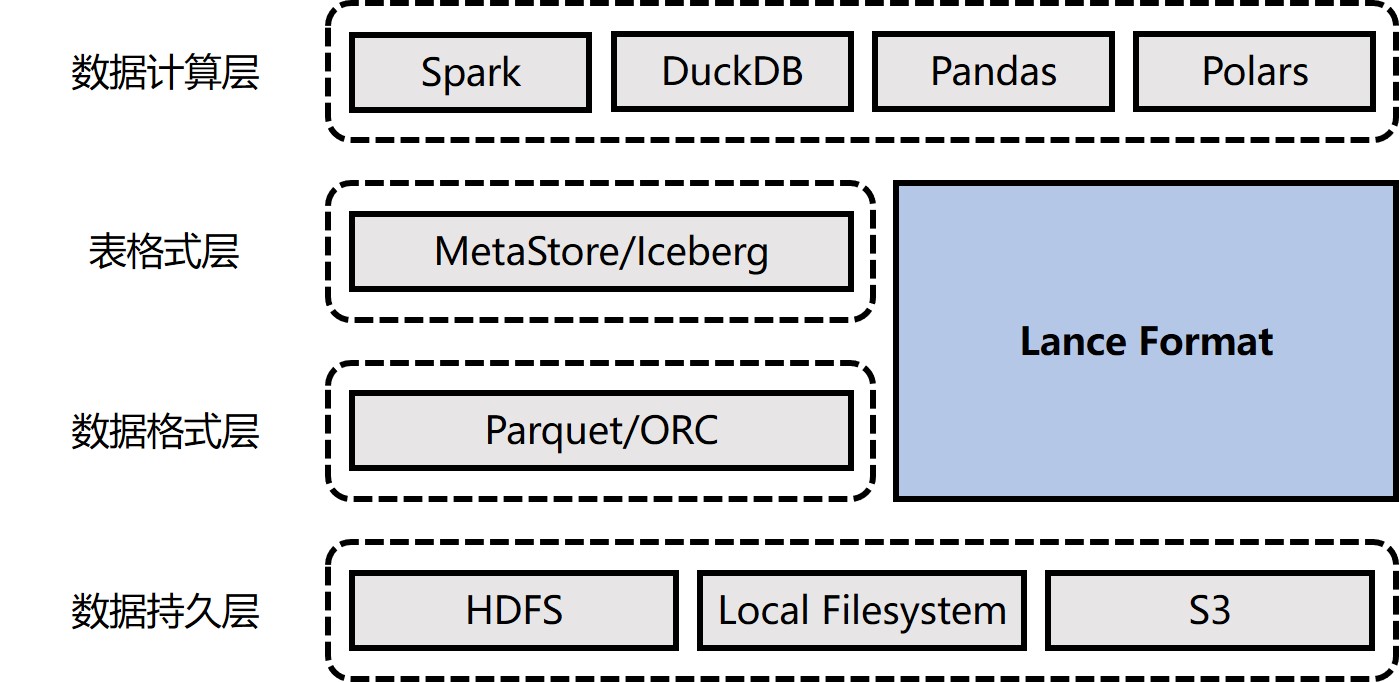 数据计算层
Spark
DuckDB
Pandas
Polars
表格式层
MetaStore/Iceberg
Lance Format
数据格式层
Parquet/ORC
数据持久层
HDFS
Local Filesystem
S3